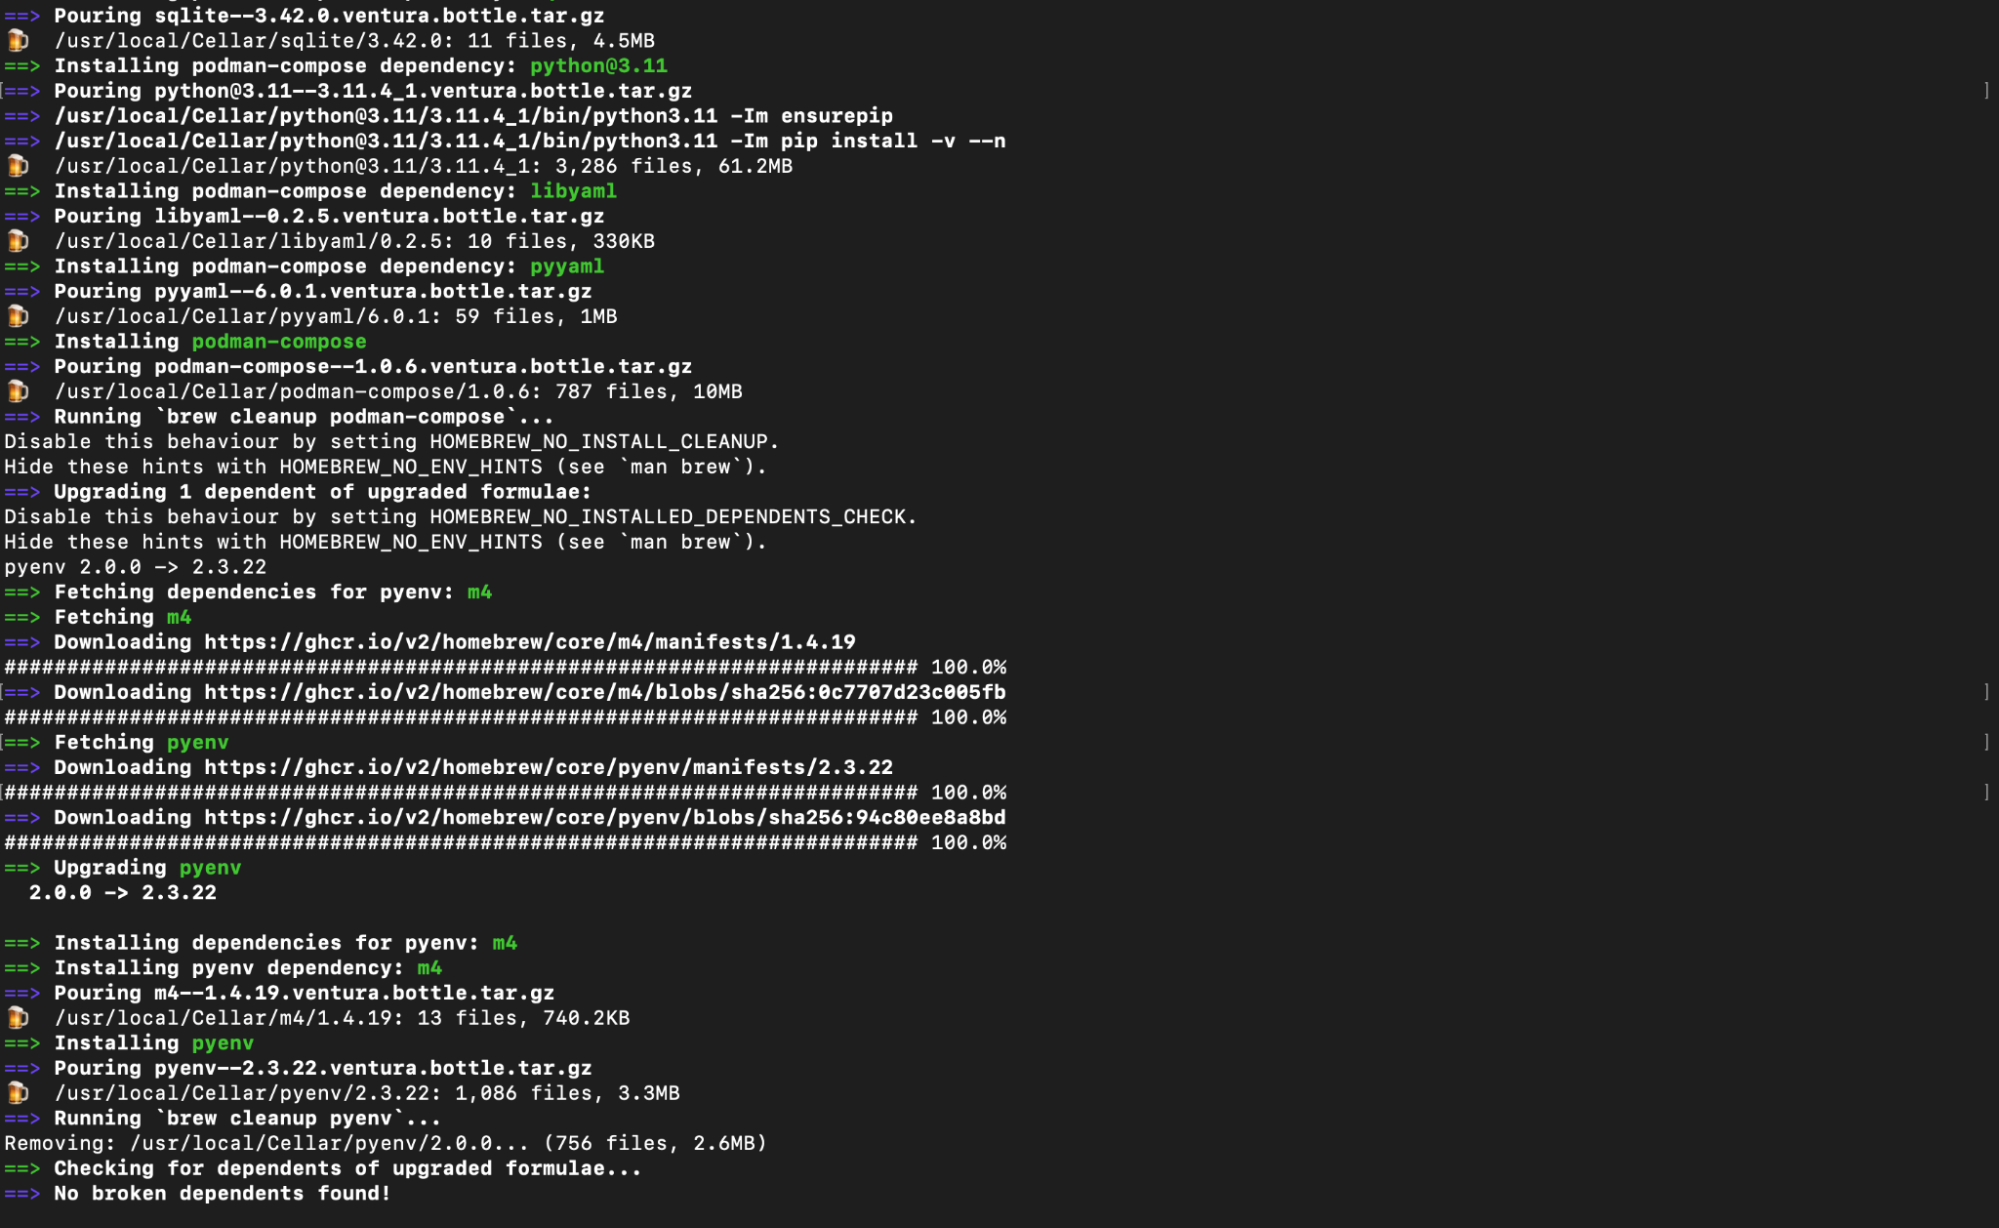 ==> Pouring sqlite--3.42.0.ventura.bottle.tar.gz
🍺  /usr/local/Cellar/sqlite/3.42.0: 11 files, 4.5MB
==> Installing podman-compose dependency: python@3.11
[==> Pouring python@3.11--3.11.4_1.ventura.bottle.tar.gz ]
==> /usr/local/Cellar/python@3.11/3.11.4_1/bin/python3.11 -Im ensurepip
==> /usr/local/Cellar/python@3.11/3.11.4_1/bin/python3.11 -Im pip install -v --n
🍺  /usr/local/Cellar/python@3.11/3.11.4_1: 3,286 files, 61.2MB
==> Installing podman-compose dependency: libyaml
==> Pouring libyaml--0.2.5.ventura.bottle.tar.gz
🍺  /usr/local/Cellar/libyaml/0.2.5: 10 files, 330KB
==> Installing podman-compose dependency: pyyaml
==> Pouring pyyaml--6.0.1.ventura.bottle.tar.gz
🍺  /usr/local/Cellar/pyyaml/6.0.1: 59 files, 1MB
==> Installing podman-compose
==> Pouring podman-compose--1.0.6.ventura.bottle.tar.gz
🍺  /usr/local/Cellar/podman-compose/1.0.6: 787 files, 10MB
==> Running `brew cleanup podman-compose`...
Disable this behaviour by setting HOMEBREW_NO_INSTALL_CLEANUP.
Hide these hints with HOMEBREW_NO_ENV_HINTS (see `man brew`).
==> Upgrading 1 dependent of upgraded formulae:
Disable this behaviour by setting HOMEBREW_NO_INSTALLED_DEPENDENTS_CHECK.
Hide these hints with HOMEBREW_NO_ENV_HINTS (see `man brew`).
pyenv 2.0.0 -> 2.3.22
==> Fetching dependencies for pyenv: m4
==> Fetching m4
==> Downloading https://ghcr.io/v2/homebrew/core/m4/manifests/1.4.19
######################################################################### 100.0%
[==> Downloading https://ghcr.io/v2/homebrew/core/m4/blobs/sha256:0c7707d23c005fb ]
######################################################################### 100.0%
[==> Fetching pyenv ]
==> Downloading https://ghcr.io/v2/homebrew/core/pyenv/manifests/2.3.22
[######################################################################### 100.0% ]
==> Downloading https://ghcr.io/v2/homebrew/core/pyenv/blobs/sha256:94c80ee8a8bd
######################################################################### 100.0%
==> Upgrading pyenv
  2.0.0 -> 2.3.22
==> Installing dependencies for pyenv: m4
==> Installing pyenv dependency: m4
==> Pouring m4--1.4.19.ventura.bottle.tar.gz
🍺  /usr/local/Cellar/m4/1.4.19: 13 files, 740.2KB
==> Installing pyenv
==> Pouring pyenv--2.3.22.ventura.bottle.tar.gz
🍺  /usr/local/Cellar/pyenv/2.3.22: 1,086 files, 3.3MB
==> Running `brew cleanup pyenv`...
Removing: /usr/local/Cellar/pyenv/2.0.0... (756 files, 2.6MB)
==> Checking for dependents of upgraded formulae...
==> No broken dependents found!